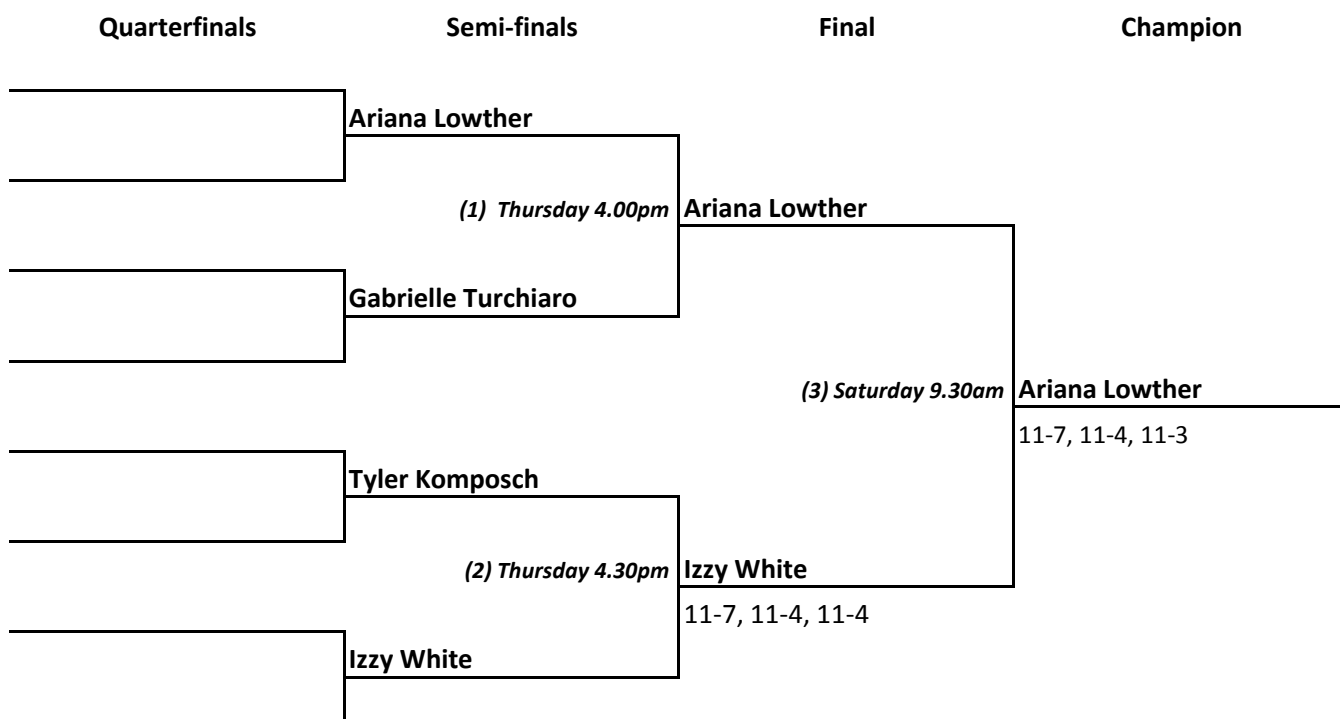 Quarterfinals Semi-finals Final Champion
Ariana Lowther
(1) Thursday 4.00pm Ariana Lowther
Gabrielle Turchiaro
(3) Saturday 9.30am Ariana Lowther
11-7, 11-4, 11-3
Tyler Komposch
(2) Thursday 4.30pm Izzy White
11-7, 11-4, 11-4
Izzy White